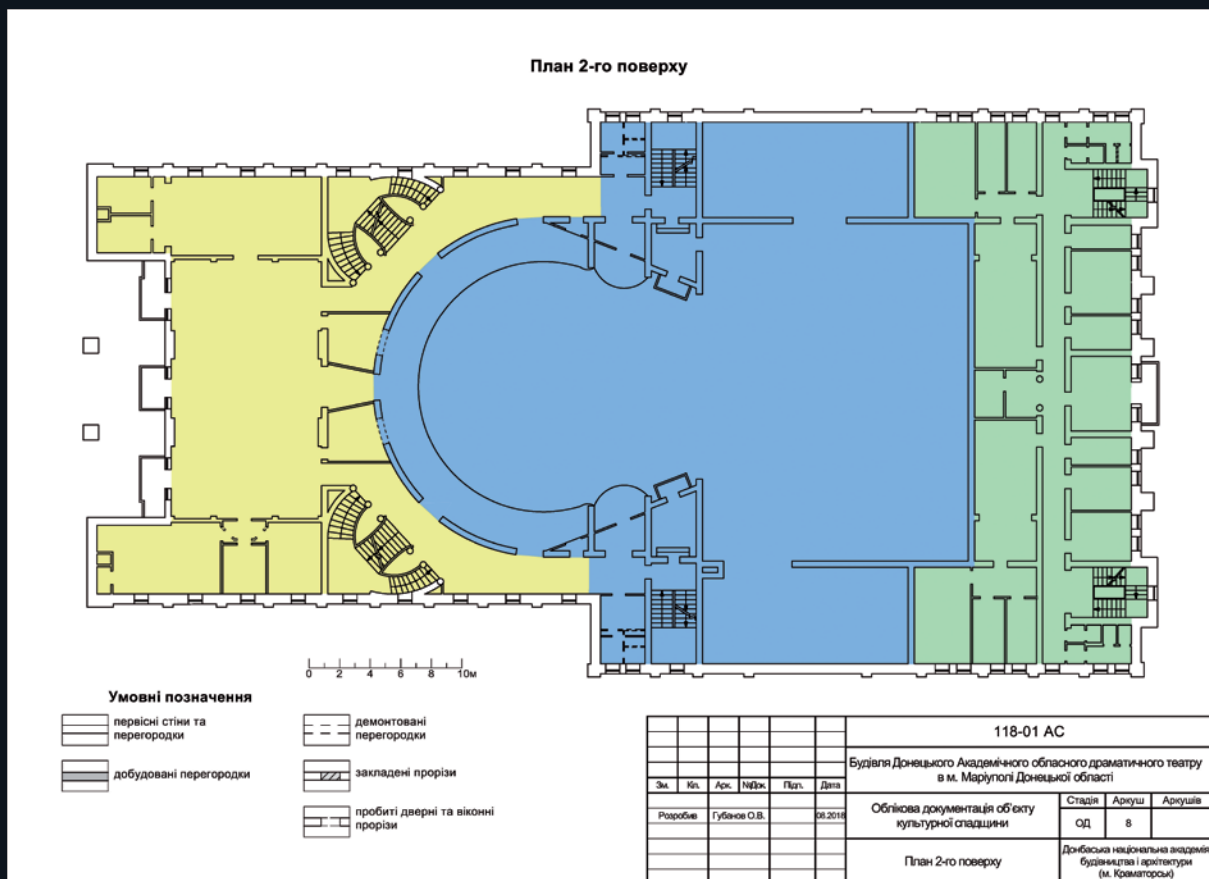 План 2-го поверху
0 2 4 6 8 10м
Умовні позначення
первісні стіни та
перегородки
добудовані перегородки
демонтовані
перегородки
закладені прорізи
пробиті дверні та віконні
прорізи
118-01 АС
Будівля Донецького Академічного обласного драматичного театру
в м. Маріуполі Донецької області
Зм. Кіл. Арк. №Док. Підп. Дата
Розробив Губанов О.В. 08.2018
Облікова документація об'єкту
культурної спадщини
Стадія Аркуш Аркушів
ОД 8
План 2-го поверху
Донбаська національна академія
будівництва і архітектури
(м. Краматорськ)